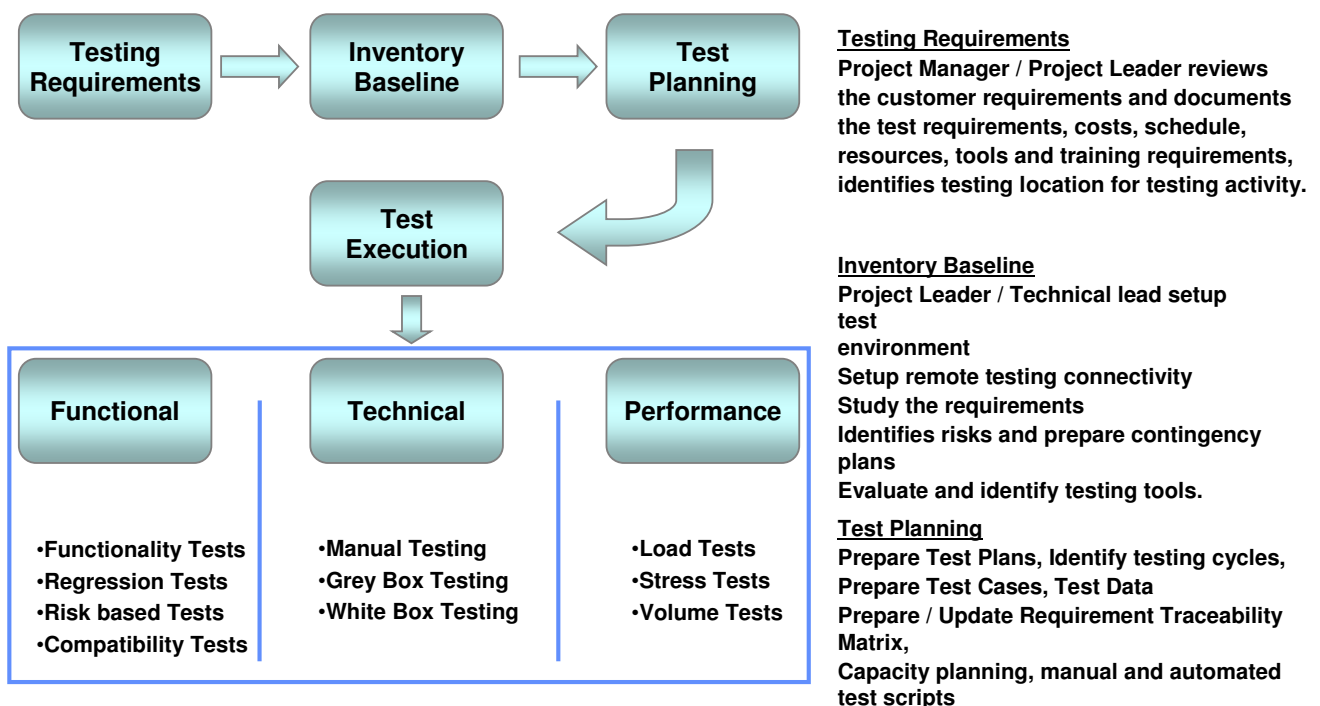 Testing
Requirements
Inventory
Baseline
Test
Planning
Test
Execution
Functional
Technical
Performance
•Functionality Tests
•Regression Tests
•Risk based Tests
•Compatibility Tests
•Manual Testing
•Grey Box Testing
•White Box Testing
•Load Tests
•Stress Tests
•Volume Tests
Testing Requirements
Project Manager / Project Leader reviews
the customer requirements and documents
the test requirements, costs, schedule,
resources, tools and training requirements,
identifies testing location for testing activity.
Inventory Baseline
Project Leader / Technical lead setup
test
environment
Setup remote testing connectivity
Study the requirements
Identifies risks and prepare contingency
plans
Evaluate and identify testing tools.
Test Planning
Prepare Test Plans, Identify testing cycles,
Prepare Test Cases, Test Data
Prepare / Update Requirement Traceability
Matrix,
Capacity planning, manual and automated
test scripts